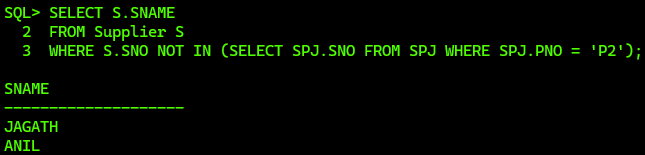 SQL> SELECT S.SNAME
  2  FROM Supplier S
  3  WHERE S.SNO NOT IN (SELECT SPJ.SNO FROM SPJ WHERE SPJ.PNO = 'P2');
SNAME
--------------------
JAGATH
ANIL